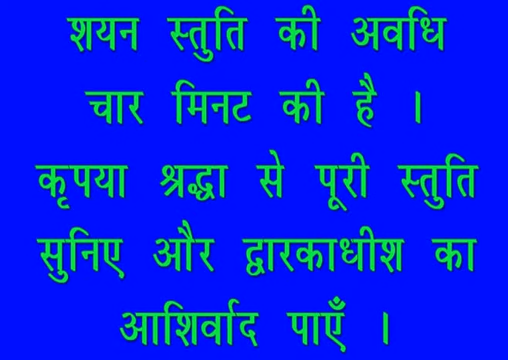 शयन स्तुति की अवधि
चार मिनट की है ।
कृपया श्रद्धा से पूरी स्तुति
सुनिए और द्वारकाधीश का
आशिर्वाद पाएँ ।